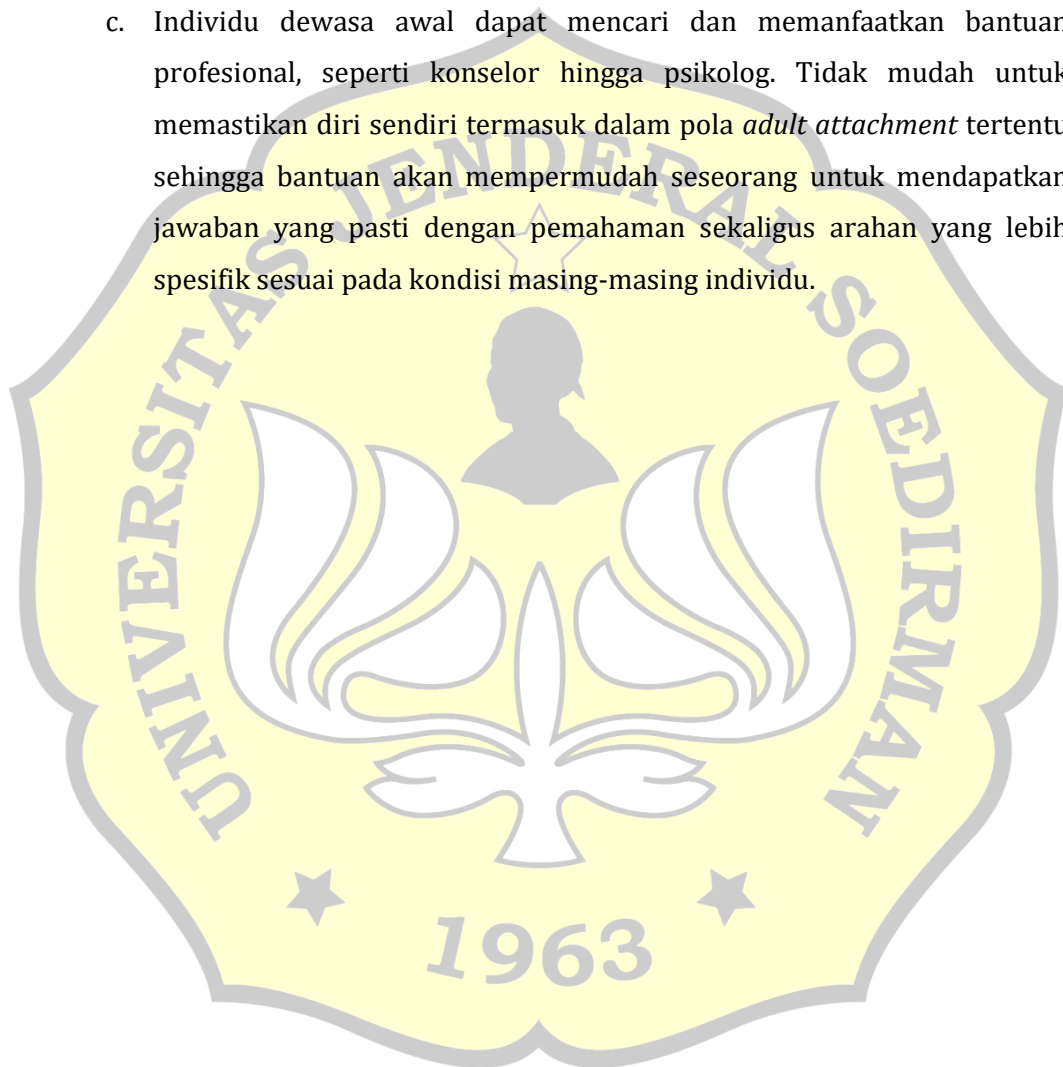 c. Individu dewasa awal dapat mencari dan memanfaatkan bantuan
profesional, seperti konselor hingga psikolog. Tidak mudah untuk
memastikan diri sendiri termasuk dalam pola adult attachment tertentu
sehingga bantuan akan mempermudah seseorang untuk mendapatkan
jawaban yang pasti dengan pemahaman sekaligus arahan yang lebih
spesifik sesuai pada kondisi masing-masing individu.
UNIVERSITAS JENDERAL SOEDIRMAN
1963